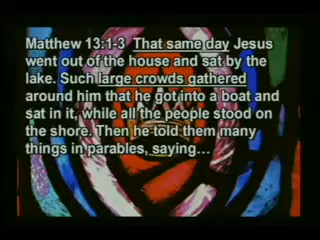 Matthew 13:1-3  That same day Jesus
went out of the house and sat by the
lake. Such large crowds gathered
around him that he got into a boat and
sat in it, while all the people stood on
the shore. Then he told them many
things in parables, saying…